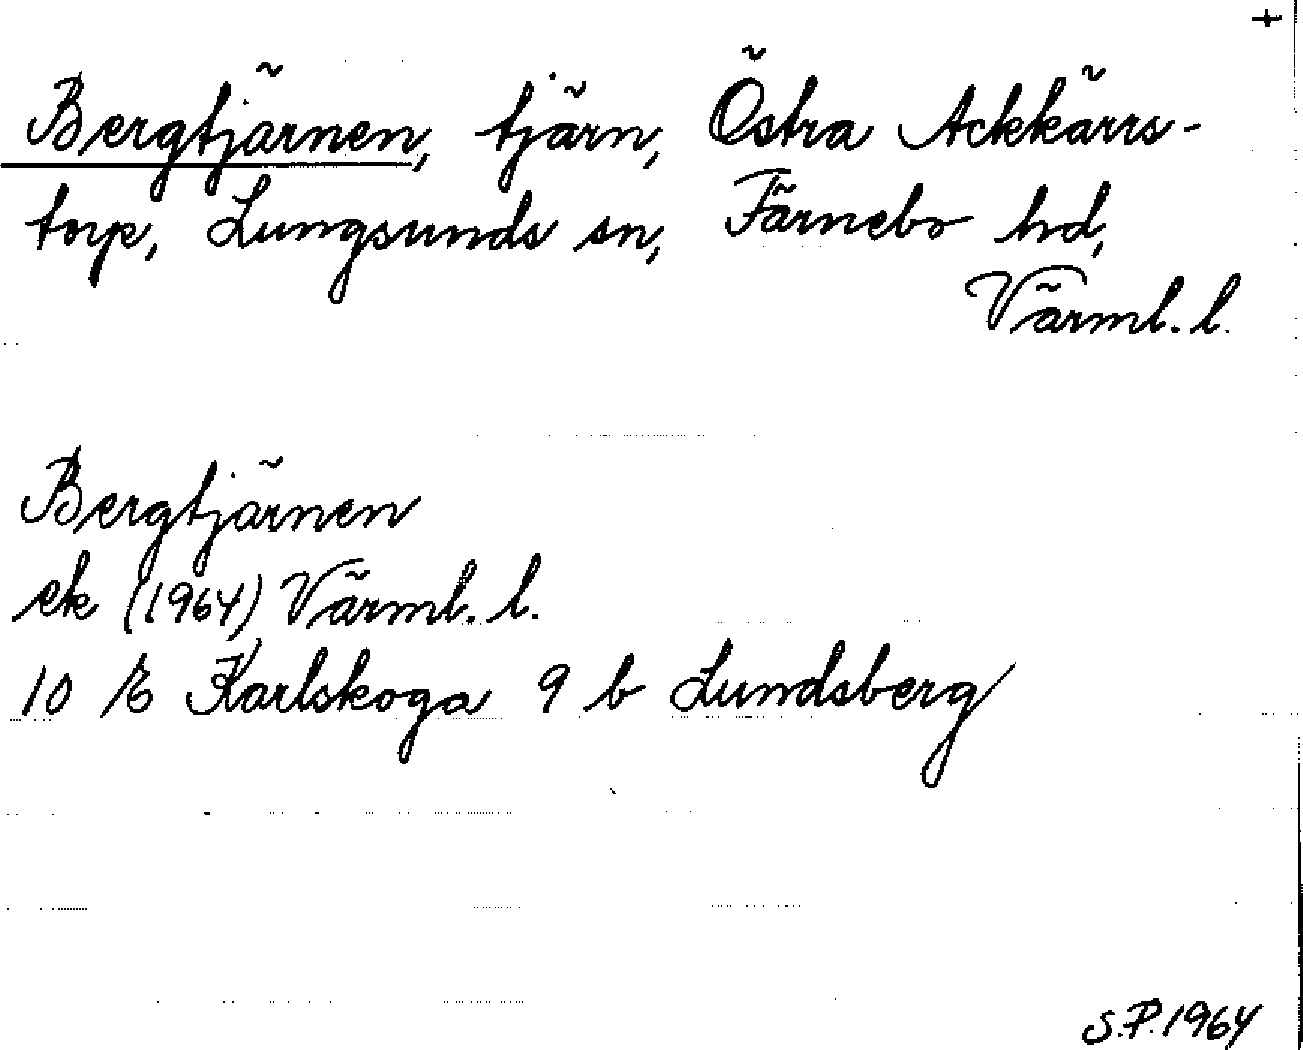 +
Bergtjärnen, tjärn, Östra Ackkärrs-
torp, Lungsunds sn, Färnebo hd,
Värml. l.
Bergtjärnen
ek (1964) Värml. l.
10 E Karlskoga 9 b Lundsberg
S.P. 1964